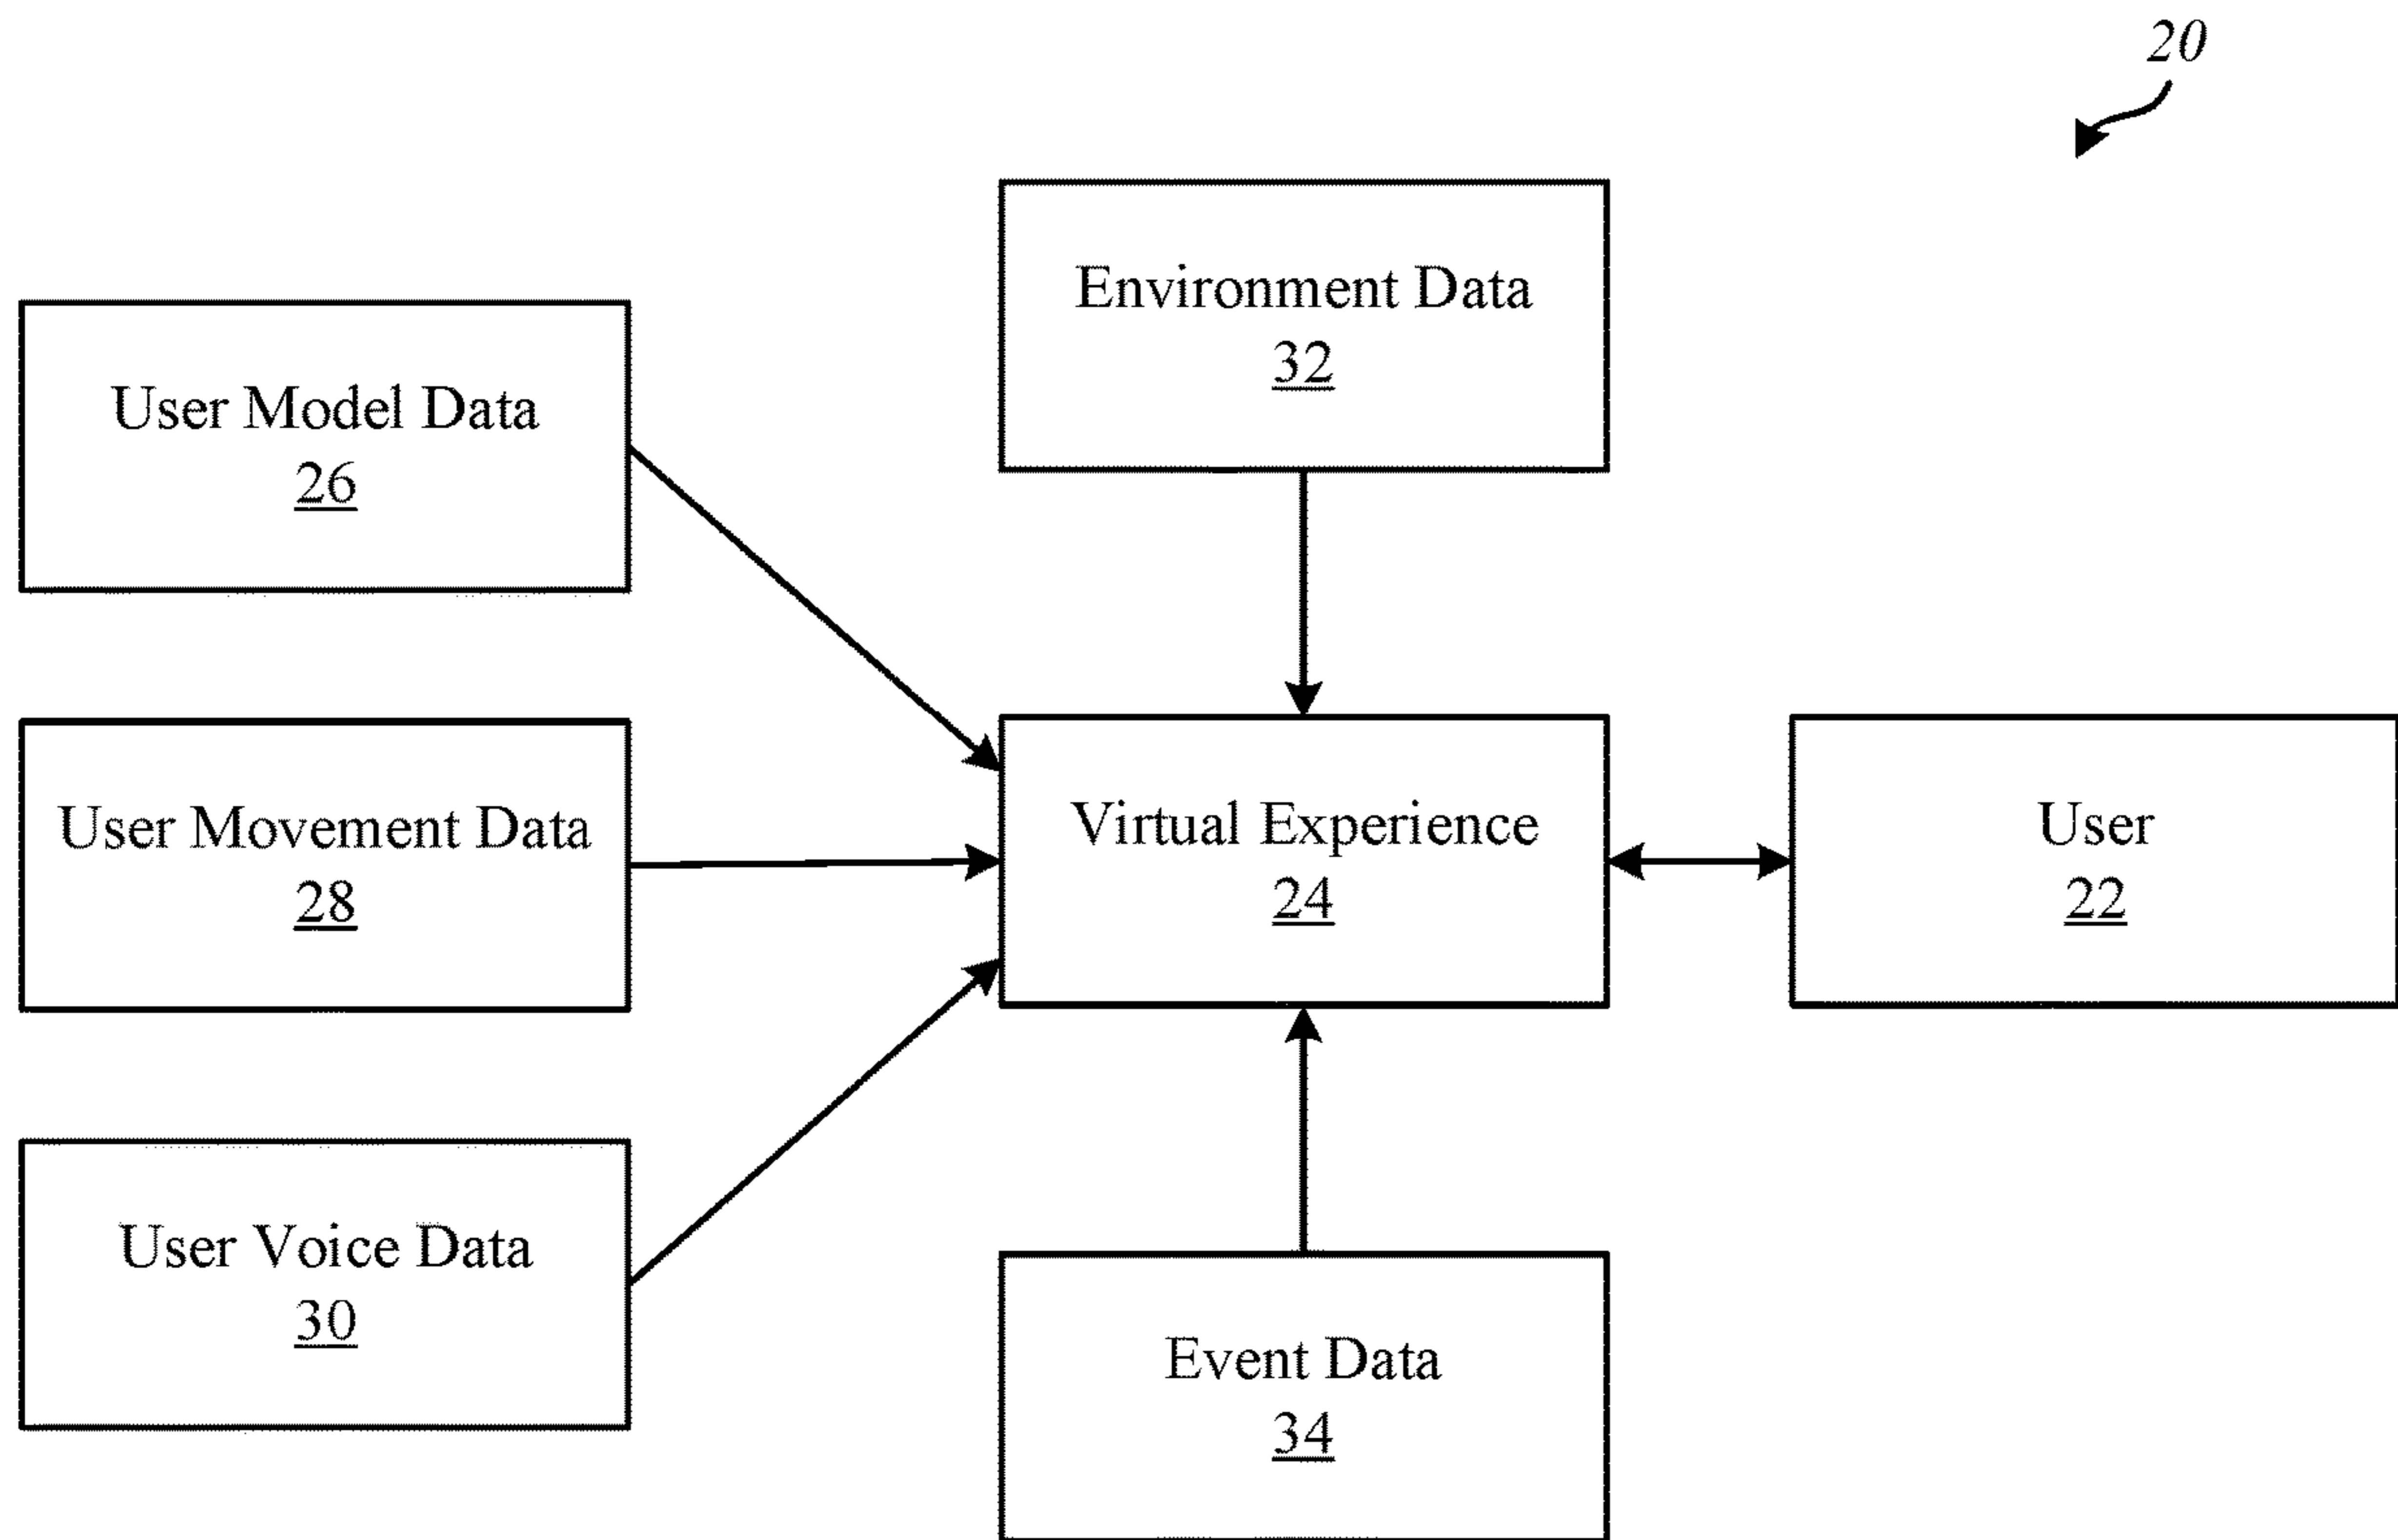 20
Environment Data
32
User Model Data
26
User Movement Data
28
Virtual Experience
24
User
22
User Voice Data
30
Event Data
34